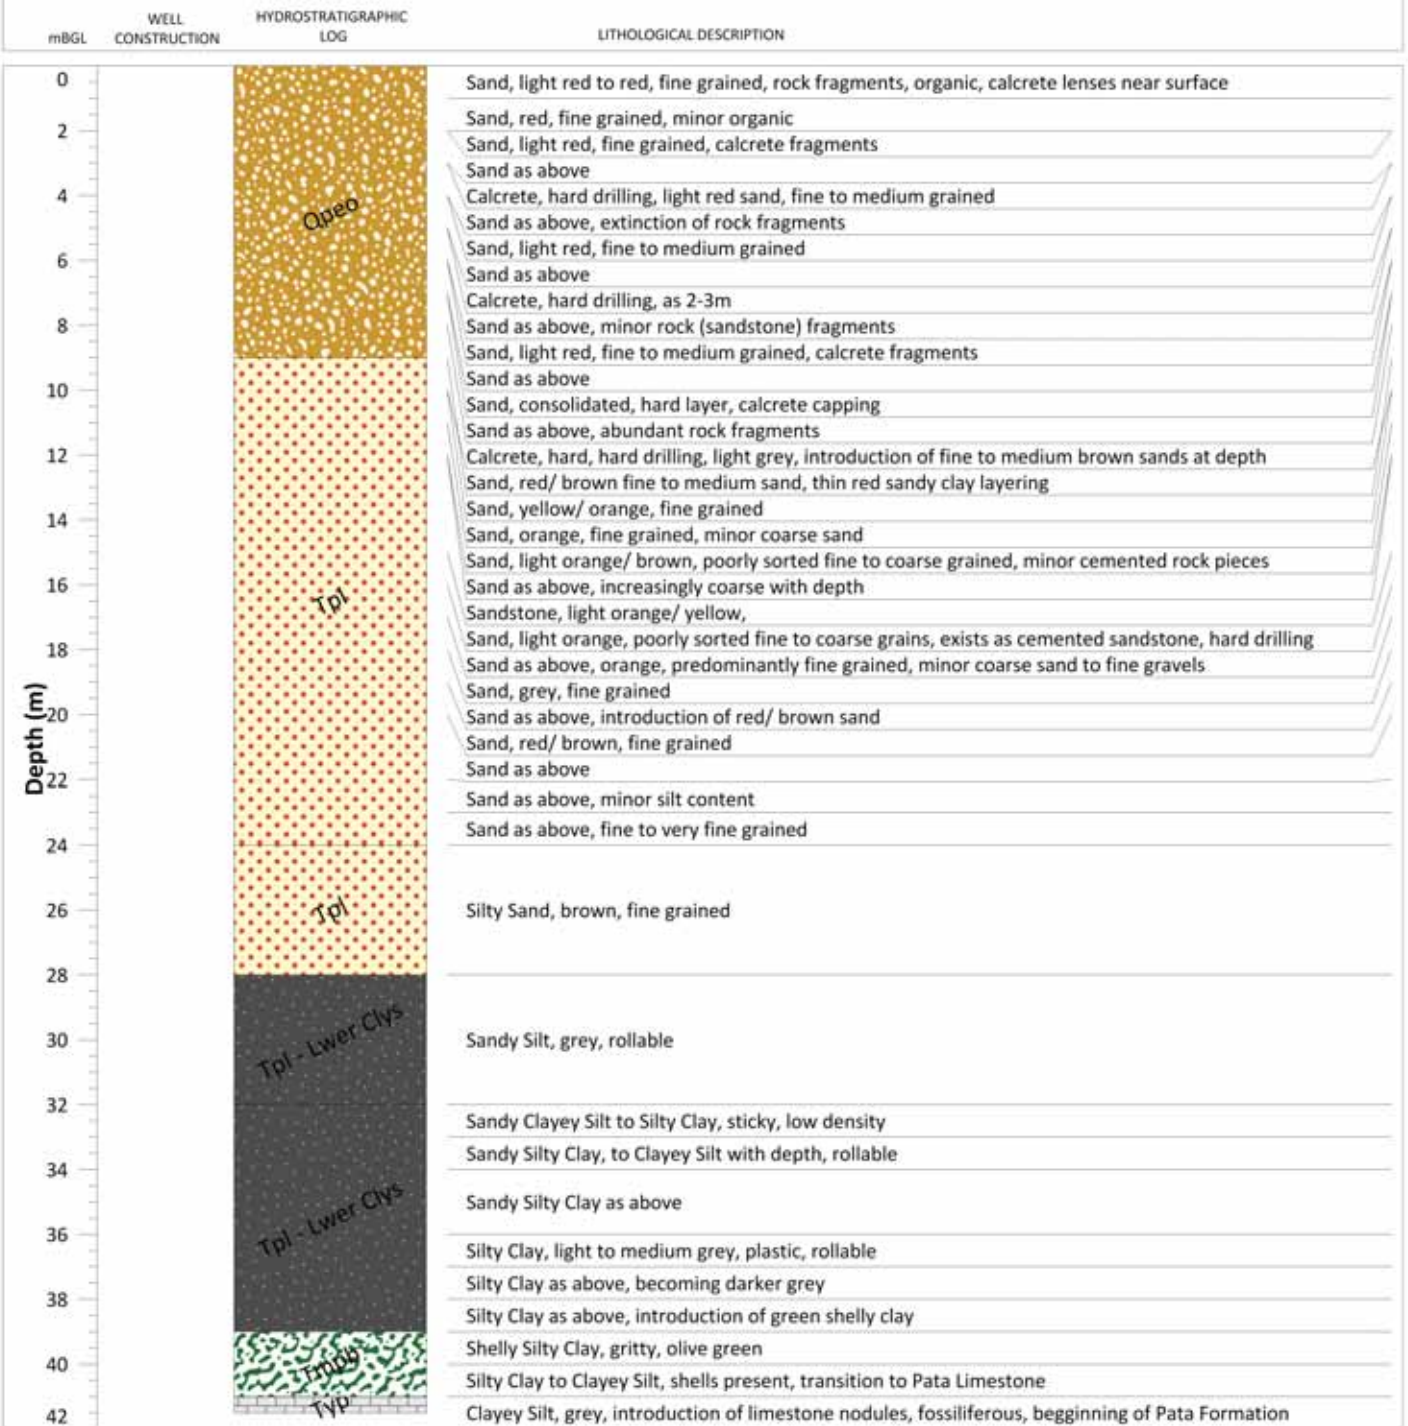 mBGL
WELL
CONSTRUCTION
HYDROSTRATIGRAPHIC
LOG
LITHOLOGICAL DESCRIPTION
0
Sand, light red to red, fine grained, rock fragments, organic, calcrete lenses near surface
Sand, red, fine grained, minor organic
2
Sand, light red, fine grained, calcrete fragments
Sand as above
4
Calcrete, hard drilling, light red sand, fine to medium grained
Qpeo
Sand as above, extinction of rock fragments
Sand, light red, fine to medium grained
6
Sand as above
Calcrete, hard drilling, as 2-3m
8
Sand as above, minor rock (sandstone) fragments
Sand, light red, fine to medium grained, calcrete fragments
Sand as above
10
Sand, consolidated, hard layer, calcrete capping
Sand as above, abundant rock fragments
12
Calcrete, hard, hard drilling, light grey, introduction of fine to medium brown sands at depth
Sand, red/ brown fine to medium sand, thin red sandy clay layering
Sand, yellow/ orange, fine grained
14
Sand, orange, fine grained, minor coarse sand
Sand, light orange/ brown, poorly sorted fine to coarse grained, minor cemented rock pieces
16
Sand as above, increasingly coarse with depth
Tpl
Sandstone, light orange/ yellow,
Sand, light orange, poorly sorted fine to coarse grains, exists as cemented sandstone, hard drilling
18
Sand as above, orange, predominantly fine grained, minor coarse sand to fine gravels
Sand, grey, fine grained
Depth (m)
20
Sand as above, introduction of red/ brown sand
Sand, red/ brown, fine grained
22
Sand as above
Sand as above, minor silt content
Sand as above, fine to very fine grained
24
26
Tpl
Silty Sand, brown, fine grained
28
Tpl - Lwer Clys
30
Sandy Silt, grey, rollable
32
Sandy Clayey Silt to Silty Clay, sticky, low density
Sandy Silty Clay, to Clayey Silt with depth, rollable
34
Sandy Silty Clay as above
Tpl - Lwer Clys
36
Silty Clay, light to medium grey, plastic, rollable
Silty Clay as above, becoming darker grey
38
Silty Clay as above, introduction of green shelly clay
Shelly Silty Clay, gritty, olive green
40
Tmpb
Silty Clay to Clayey Silt, shells present, transition to Pata Limestone
Typ
42
Clayey Silt, grey, introduction of limestone nodules, fossiliferous, begginning of Pata Formation